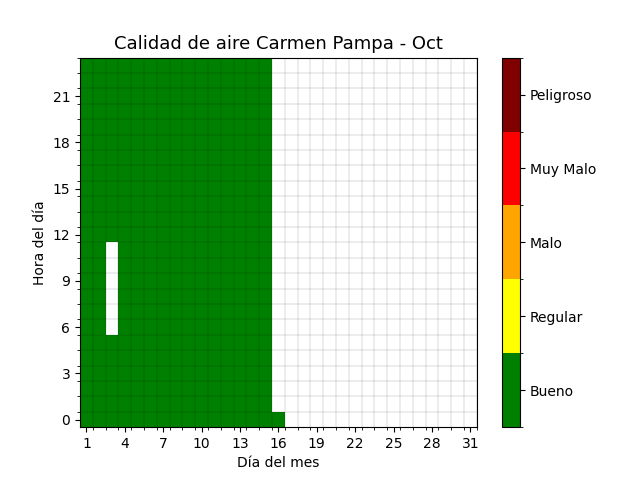 Calidad de aire Carmen Pampa - Oct
21
18
15
12
9
6
3
0
Hora del día
1 4 7 10 13 16 19 22 25 28 31
Día del mes
Peligroso
Muy Malo
Malo
Regular
Bueno